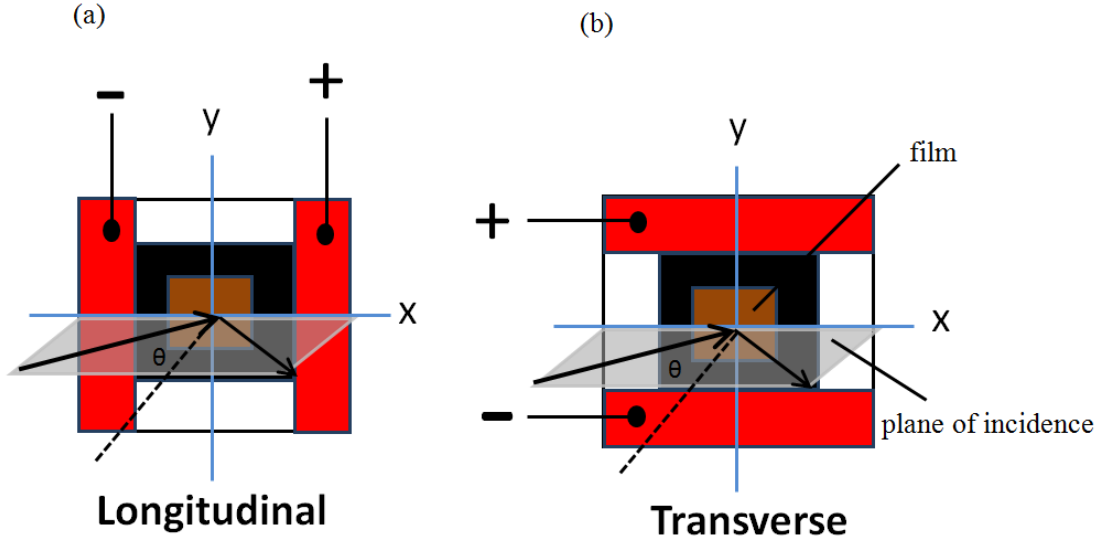 (a)
(b)
-
+
y
y
film
+
x
x
θ
θ
-
plane of incidence
Longitudinal
Transverse